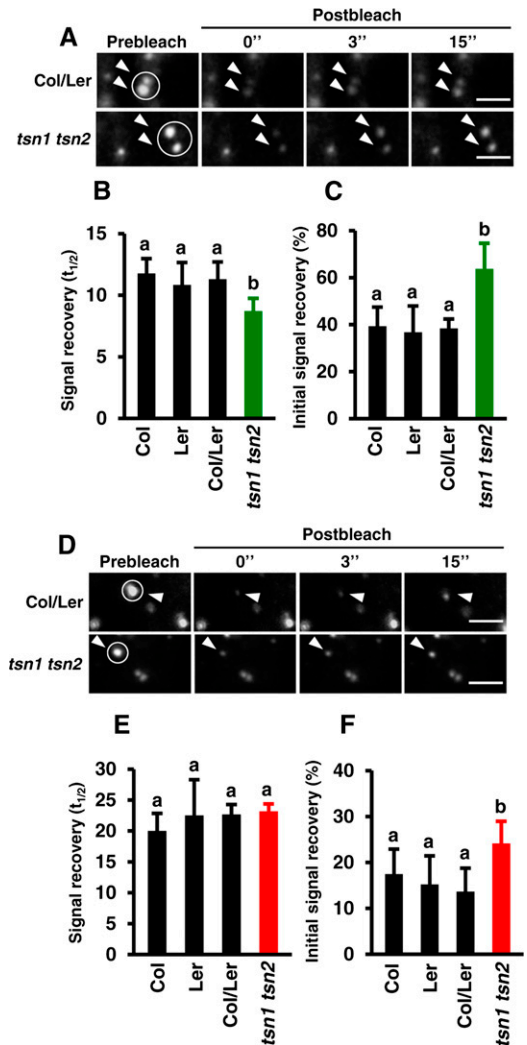 A
Postbleach
Prebleach
0''
3''
15''
Col/Ler
tsn1 tsn2
B
Signal recovery (t1/2)
15
10
5
0
a
a
a
b
Col
Ler
Col/Ler
tsn1 tsn2
C
Initial signal recovery (%)
80
60
40
20
0
a
a
a
b
Col
Ler
Col/Ler
tsn1 tsn2
D
Postbleach
Prebleach
0''
3''
15''
Col/Ler
tsn1 tsn2
E
Signal recovery (t1/2)
30
25
20
15
10
5
0
a
a
a
a
Col
Ler
Col/Ler
tsn1 tsn2
F
Initial signal recovery (%)
40
30
20
10
0
a
a
a
b
Col
Ler
Col/Ler
tsn1 tsn2